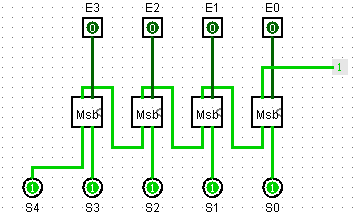 E3 E2 E1 E0
0 0 0 0
1
Msb Msb Msb Msb
1 1 1 1 1
S4 S3 S2 S1 S0